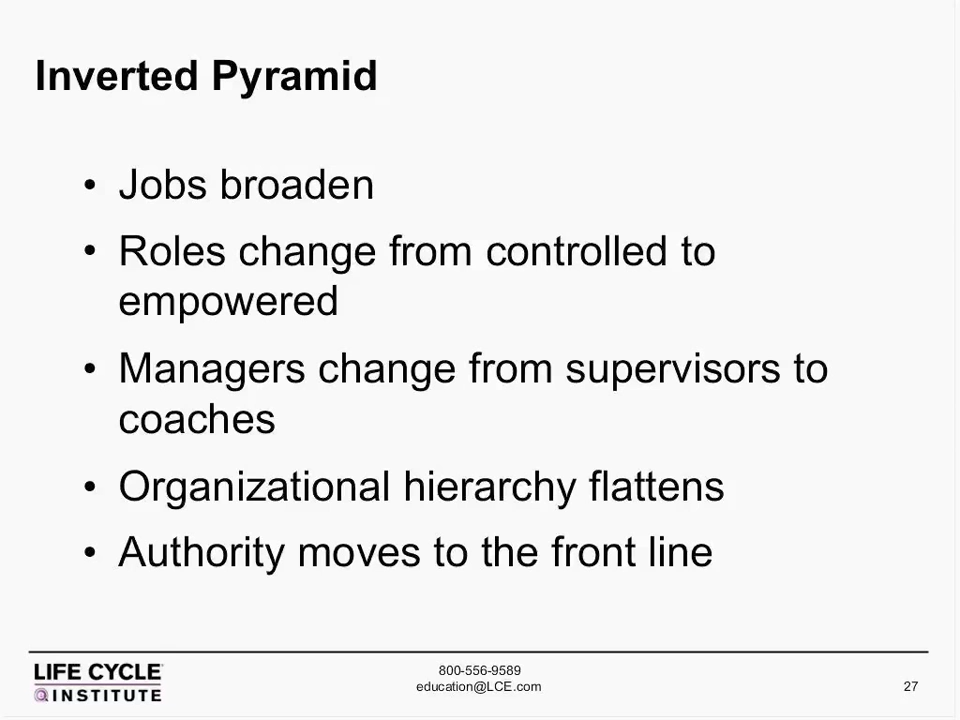 Inverted Pyramid
• Jobs broaden
• Roles change from controlled to
empowered
• Managers change from supervisors to
coaches
• Organizational hierarchy flattens
• Authority moves to the front line
LIFE CYCLE
INSTITUTE
800-556-9589
education@LCE.com
27